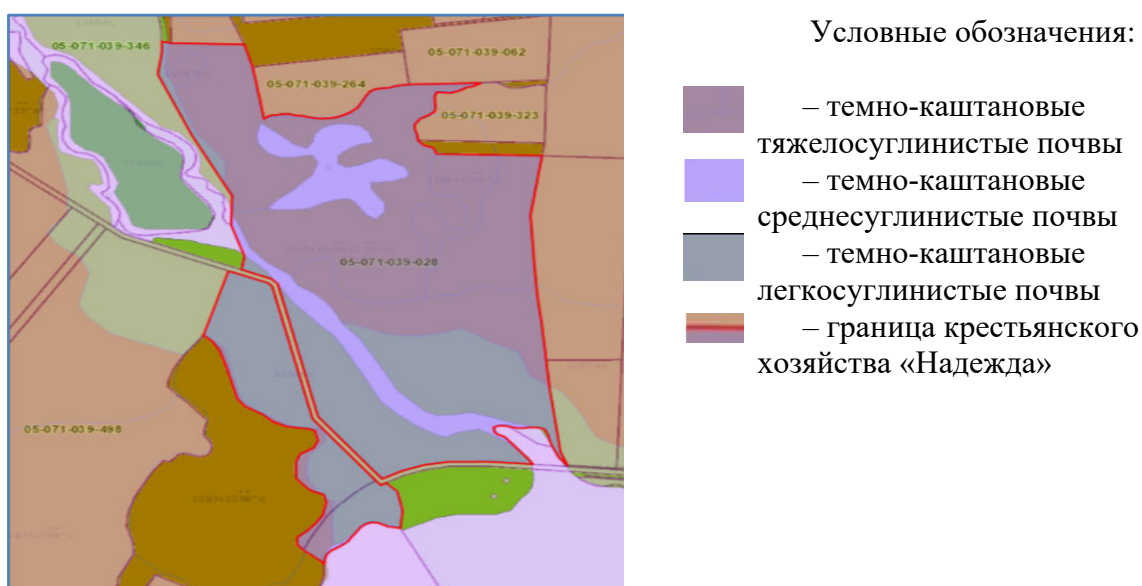 05-071-039-346
05-071-039-062
05-071-039-264
05-071-039-323
05-071-039-028
05-071-039-498
Условные обозначения:
– темно-каштановые
тяжелосуглинистые почвы
– темно-каштановые
среднесуглинистые почвы
– темно-каштановые
легкосуглинистые почвы
– граница крестьянского
хозяйства «Надежда»